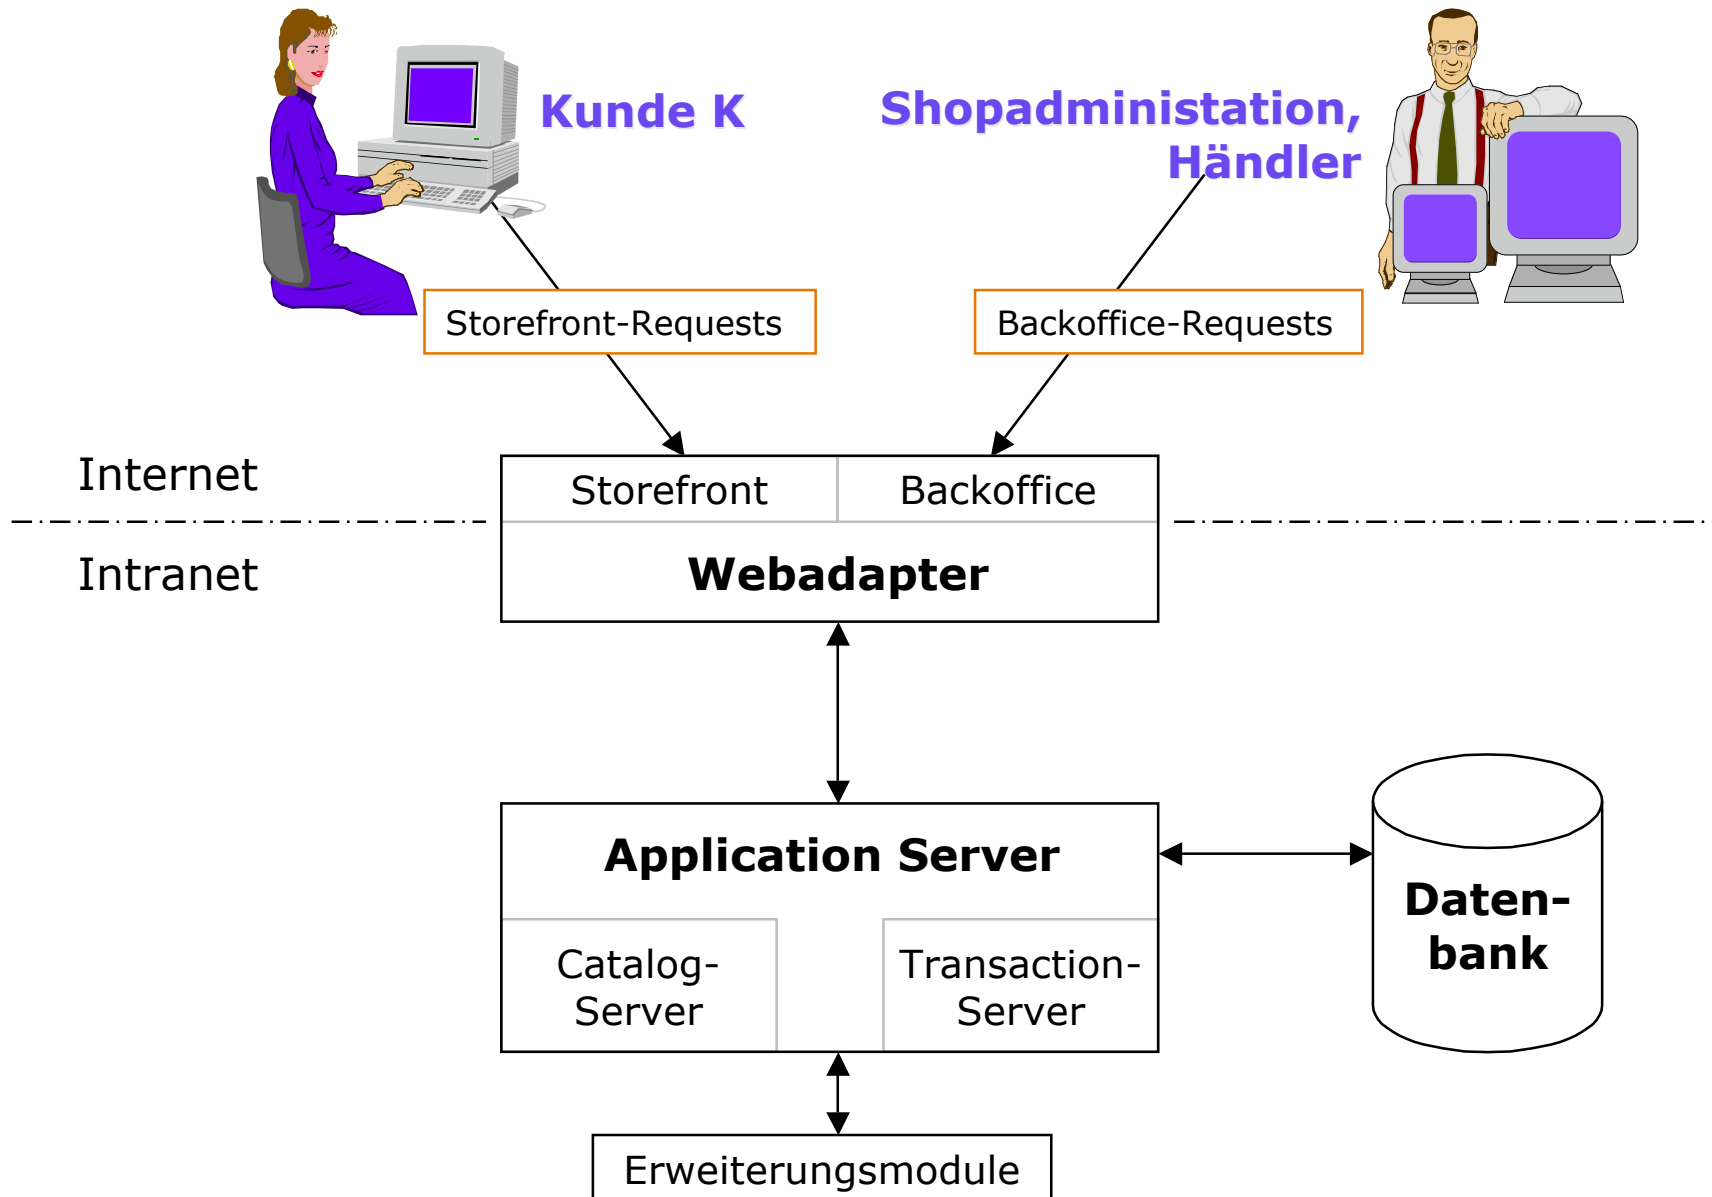 Kunde K
Shopadministation,
Händler
Storefront-Requests
Backoffice-Requests
Internet
Storefront
Backoffice
Intranet
Webadapter
Application Server
Daten-
bank
Catalog-
Server
Transaction-
Server
Erweiterungsmodule